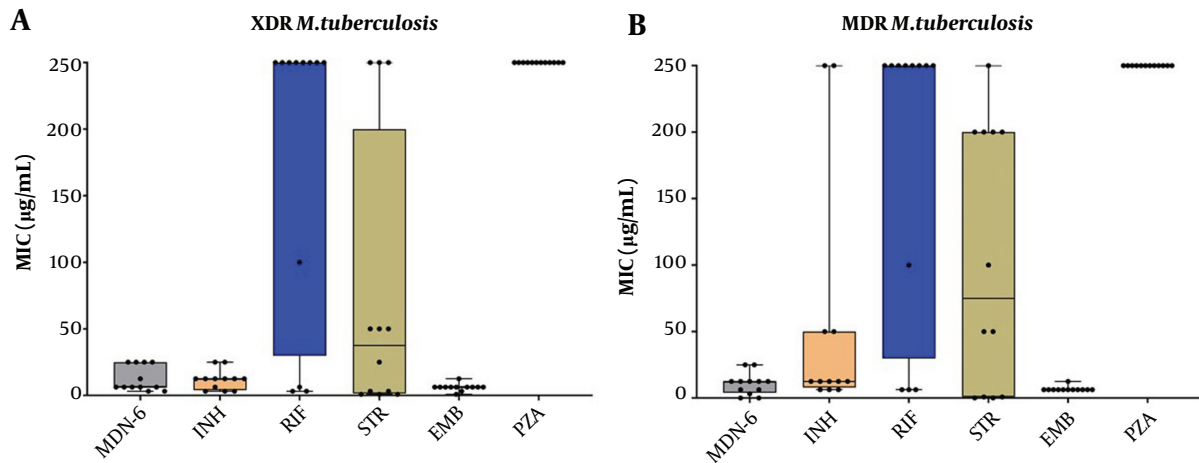 A
XDR M.tuberculosis
MIC (µg/mL)
250
200
150
100
50
0
MDN-6
INH
RIF
STR
EMB
PZA
B
MDR M.tuberculosis
MIC (µg/mL)
250
200
150
100
50
0
MDN-6
INH
RIF
STR
EMB
PZA